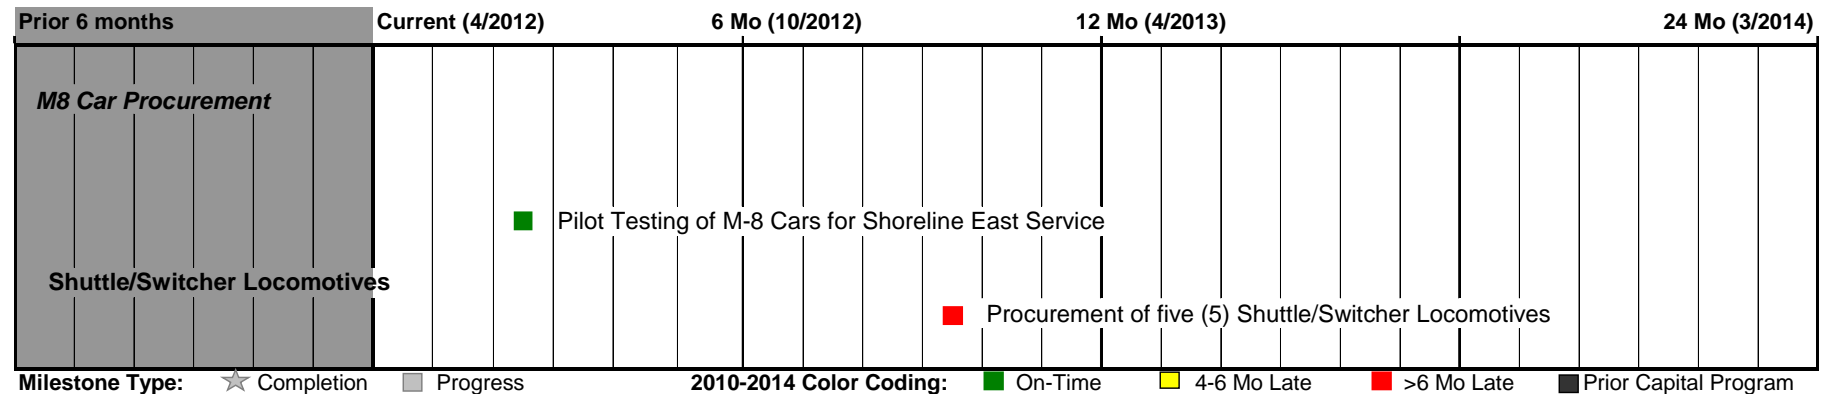 Prior 6 months Current (4/2012) 6 Mo (10/2012) 12 Mo (4/2013) 24 Mo (3/2014)
M8 Car Procurement
Pilot Testing of M-8 Cars for Shoreline East Service
Shuttle/Switcher Locomotives
Procurement of five (5) Shuttle/Switcher Locomotives
Milestone Type: Completion Progress 2010-2014 Color Coding: On-Time 4-6 Mo Late >6 Mo Late Prior Capital Program